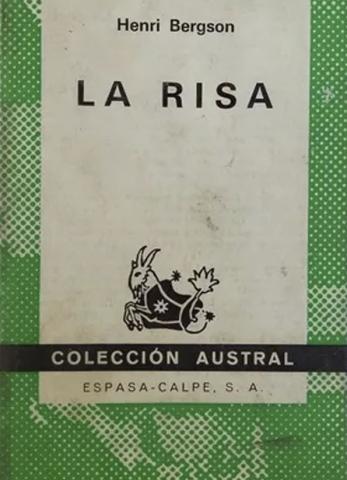 Henri Bergson
LA RISA
COLECCIÓN AUSTRAL
ESPASA-CALPE, S. A.